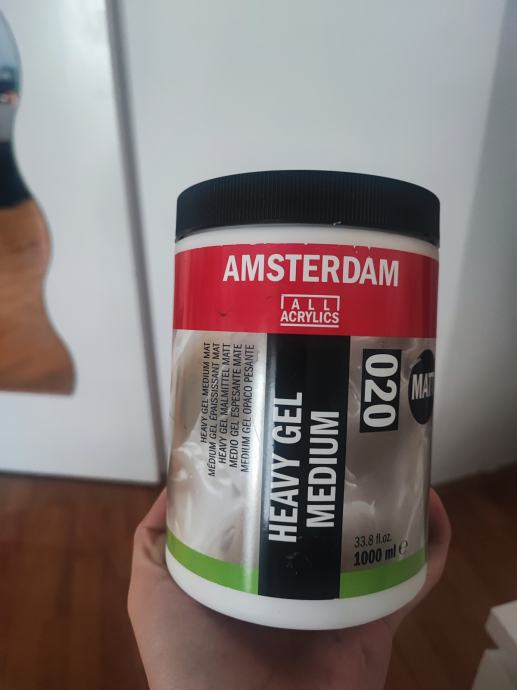 AMSTERDAM
ALL
ACRYLICS
HEAVY GEL MEDIUM MAT
MÉDIUM GEL ÉPAISSISSANT MAT
HEAVY GEL MALMITTEL MATT
MEDIO GEL ESPESANTE MATE
MEDIUM GEL OPACO PESANTE
HEAVY GEL
MEDIUM
020
MATT
33.8 fl.oz.
1000 ml e